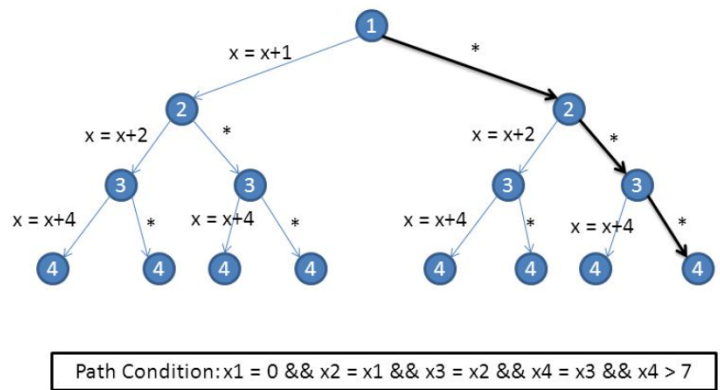 1
x = x+1 *
2 2
x = x+2 * x = x+2 *
3 3 3 3
x = x+4 * x = x+4 * x = x+4 * x = x+4 *
4 4 4 4 4 4 4 4
Path Condition: x1 = 0 && x2 = x1 && x3 = x2 && x4 = x3 && x4 > 7